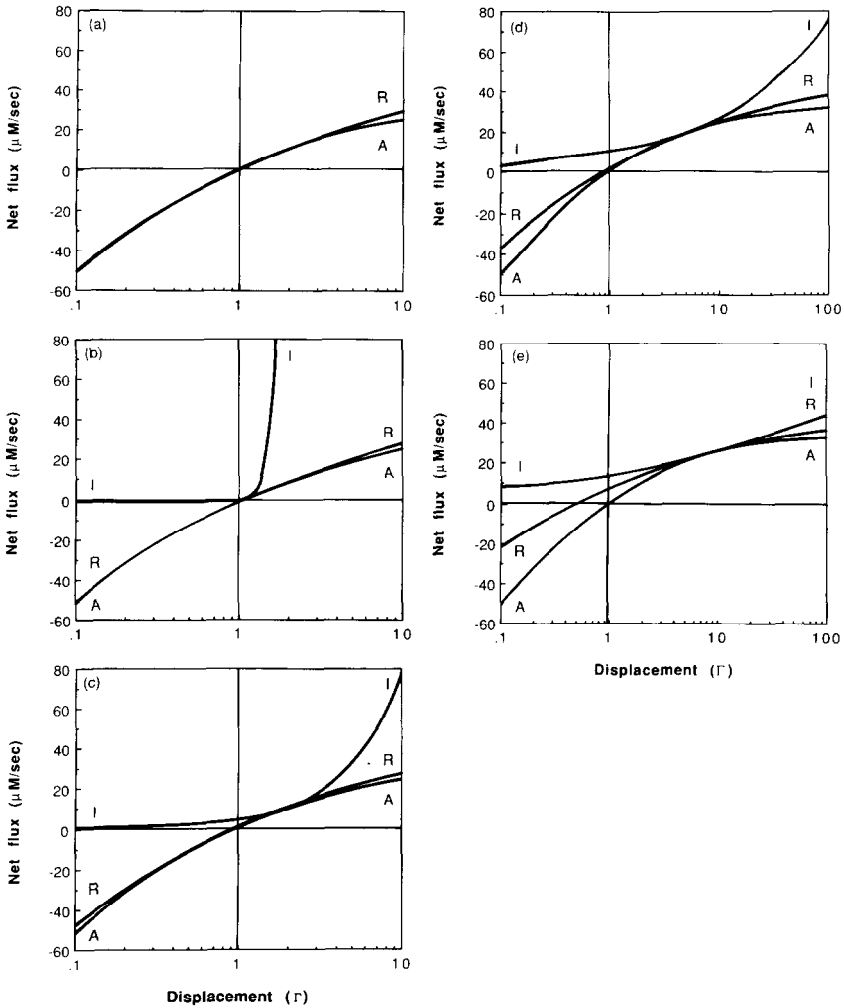 (a)
Net flux (µM/sec)
80
60
40
20
0
-20
-40
-60
R
A
.1
1
10
(b)
Net flux (µM/sec)
80
60
40
20
0
-20
-40
-60
I
R
A
I
R
A
.1
1
10
(c)
Net flux (µM/sec)
80
60
40
20
0
-20
-40
-60
I
R
A
I
R
A
.1
1
10
Displacement (Γ)
(d)
Net flux (µM/sec)
80
60
40
20
0
-20
-40
-60
I
R
A
I
R
A
.1
1
10
100
(e)
Net flux (µM/sec)
80
60
40
20
0
-20
-40
-60
I
R
A
I
R
A
.1
1
10
100
Displacement (Γ)